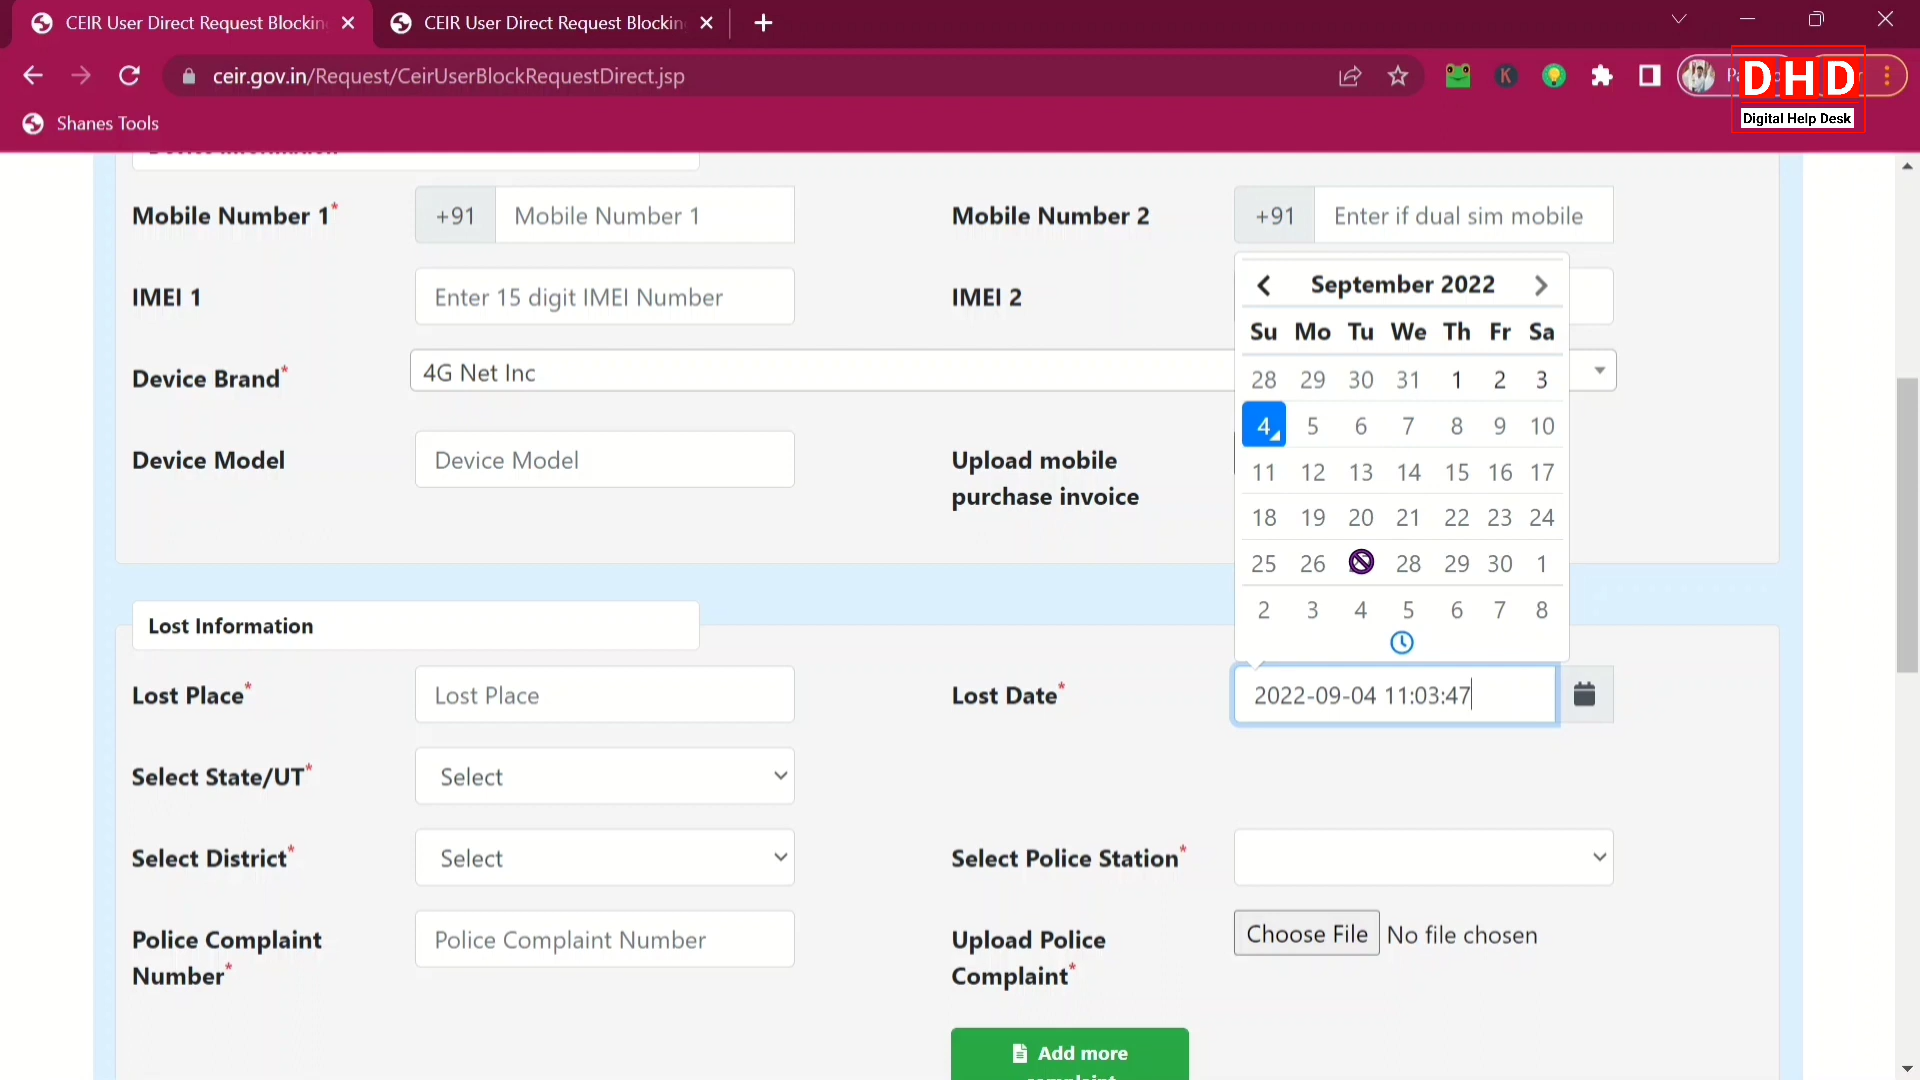 CEIR User Direct Request Blockin
CEIR User Direct Request Blockin
ceir.gov.in/Request/CeirUserBlockRequestDirect.jsp
K
DHD
Digital Help Desk
Shanes Tools
Mobile Number 1*
+91
Mobile Number 1
Mobile Number 2
+91
Enter if dual sim mobile
IMEI 1
Enter 15 digit IMEI Number
IMEI 2
September 2022
Su Mo Tu We Th Fr Sa
28 29 30 31 1 2 3
4 5 6 7 8 9 10
11 12 13 14 15 16 17
18 19 20 21 22 23 24
25 26 28 29 30 1
2 3 4 5 6 7 8
Device Brand*
4G Net Inc
Device Model
Device Model
Upload mobile
purchase invoice
Lost Information
Lost Place*
Lost Place
Lost Date*
2022-09-04 11:03:47
Select State/UT*
Select
Select District*
Select
Select Police Station*
Police Complaint
Number*
Police Complaint Number
Upload Police
Complaint*
Choose File
No file chosen
Add more